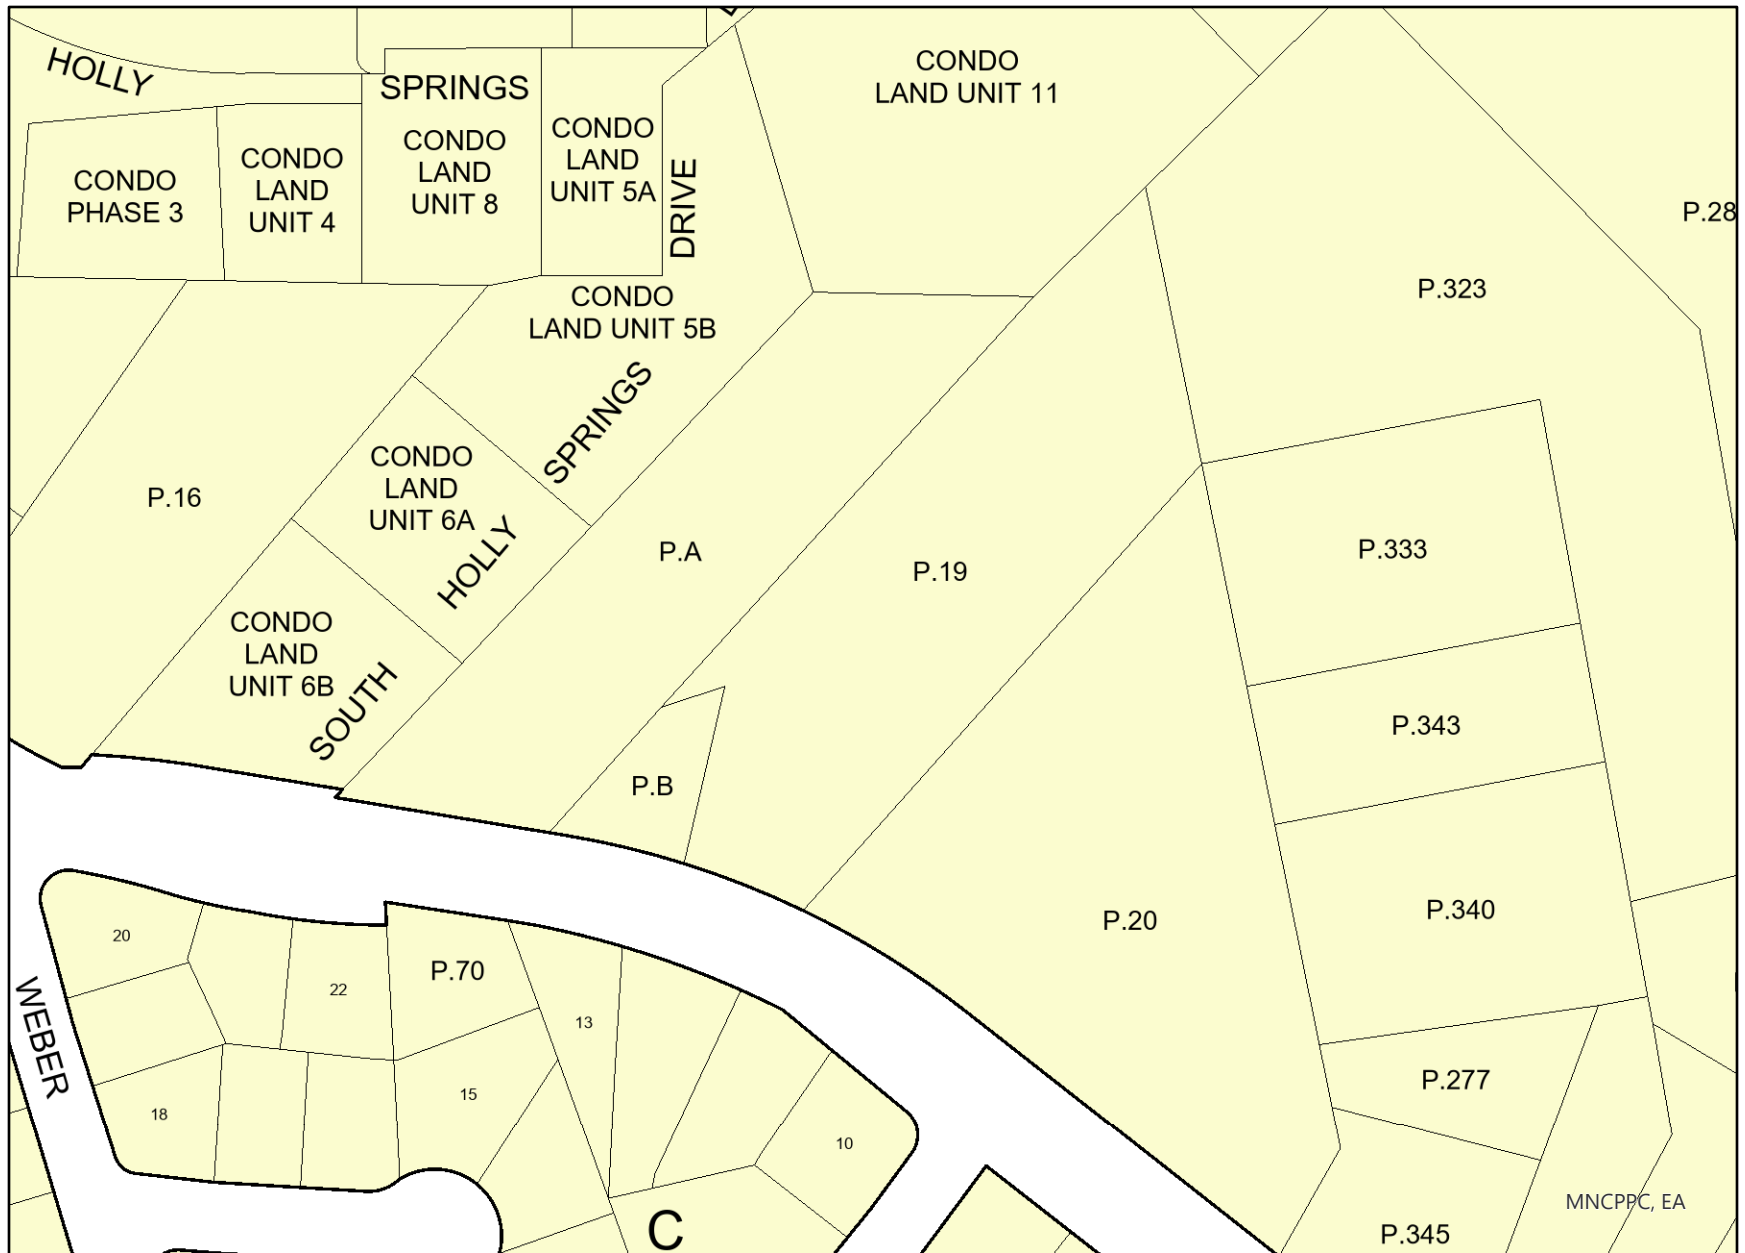 HOLLY
SPRINGS
CONDO
LAND UNIT 11
CONDO
PHASE 3
CONDO
LAND
UNIT 4
CONDO
LAND
UNIT 8
CONDO
LAND
UNIT 5A
DRIVE
P.28
P.323
CONDO
LAND UNIT 5B
SPRINGS
P.16
CONDO
LAND
UNIT 6A
HOLLY
P.A
P.19
P.333
CONDO
LAND
UNIT 6B
SOUTH
P.B
P.343
P.20
P.340
20
22
P.70
13
WEBER
18
15
10
P.277
C
MNCPPC, EA
P.345